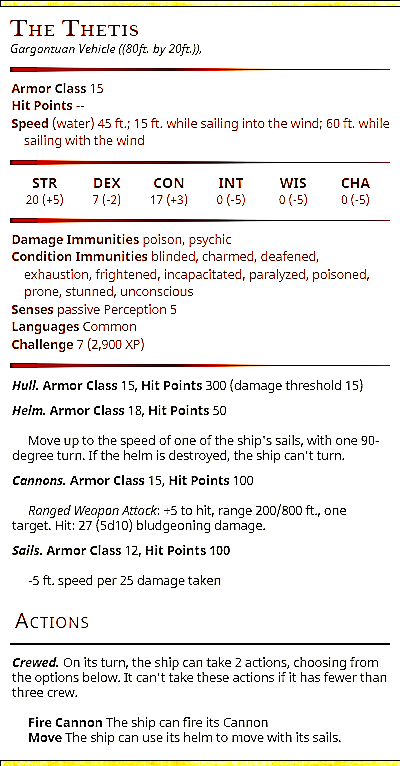 THE THETIS
Gargantuan Vehicle ((80ft. by 20ft.)),
Armor Class 15
Hit Points --
Speed (water) 45 ft.; 15 ft. while sailing into the wind; 60 ft. while
sailing with the wind
STR DEX CON INT WIS CHA
20 (+5) 7 (-2) 17 (+3) 0 (-5) 0 (-5) 0 (-5)
Damage Immunities poison, psychic
Condition Immunities blinded, charmed, deafened,
exhaustion, frightened, incapacitated, paralyzed, poisoned,
prone, stunned, unconscious
Senses passive Perception 5
Languages Common
Challenge 7 (2,900 XP)
Hull. Armor Class 15, Hit Points 300 (damage threshold 15)
Helm. Armor Class 18, Hit Points 50
Move up to the speed of one of the ship's sails, with one 90-
degree turn. If the helm is destroyed, the ship can't turn.
Cannons. Armor Class 15, Hit Points 100
Ranged Weapon Attack: +5 to hit, range 200/800 ft., one
target. Hit: 27 (5d10) bludgeoning damage.
Sails. Armor Class 12, Hit Points 100
-5 ft. speed per 25 damage taken
ACTIONS
Crewed. On its turn, the ship can take 2 actions, choosing from
the options below. It can't take these actions if it has fewer than
three crew.
Fire Cannon The ship can fire its Cannon
Move The ship can use its helm to move with its sails.